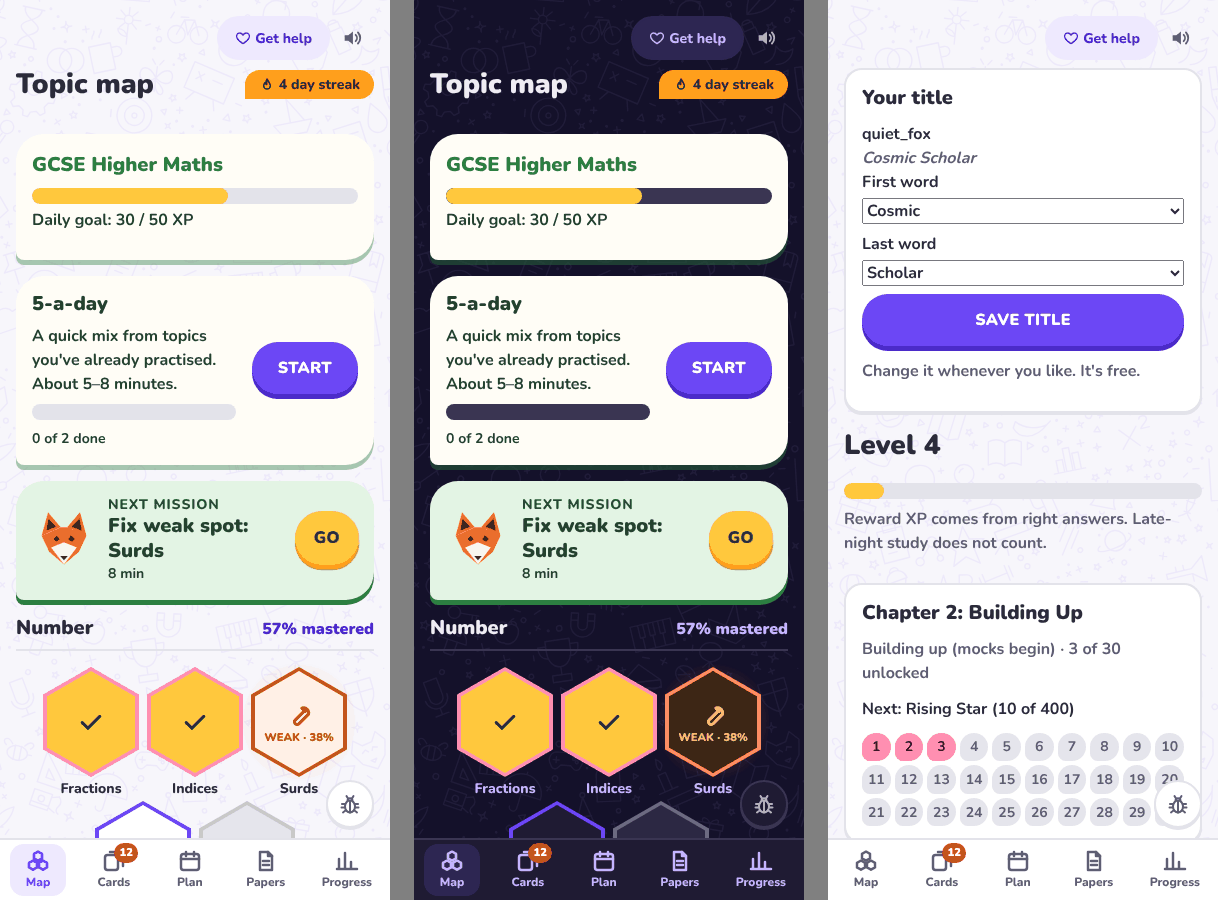 Get help
Topic map
4 day streak
GCSE Higher Maths
Daily goal: 30 / 50 XP
5-a-day
A quick mix from topics
you've already practised.
About 5–8 minutes.
START
0 of 2 done
NEXT MISSION
Fix weak spot:
Surds
8 min
GO
Number
57% mastered
WEAK · 38%
Fractions
Indices
Surds
12
Map
Cards
Plan
Papers
Progress
Get help
Topic map
4 day streak
GCSE Higher Maths
Daily goal: 30 / 50 XP
5-a-day
A quick mix from topics
you've already practised.
About 5–8 minutes.
START
0 of 2 done
NEXT MISSION
Fix weak spot:
Surds
8 min
GO
Number
57% mastered
WEAK · 38%
Fractions
Indices
Surds
12
Map
Cards
Plan
Papers
Progress
Get help
Your title
quiet_fox
Cosmic Scholar
First word
Cosmic
Last word
Scholar
SAVE TITLE
Change it whenever you like. It's free.
Level 4
Reward XP comes from right answers. Late-
night study does not count.
Chapter 2: Building Up
Building up (mocks begin) · 3 of 30
unlocked
Next: Rising Star (10 of 400)
1 2 3 4 5 6 7 8 9 10
11 12 13 14 15 16 17 18 19 20
21 22 23 24 25 26 27 28 29
12
Map
Cards
Plan
Papers
Progress